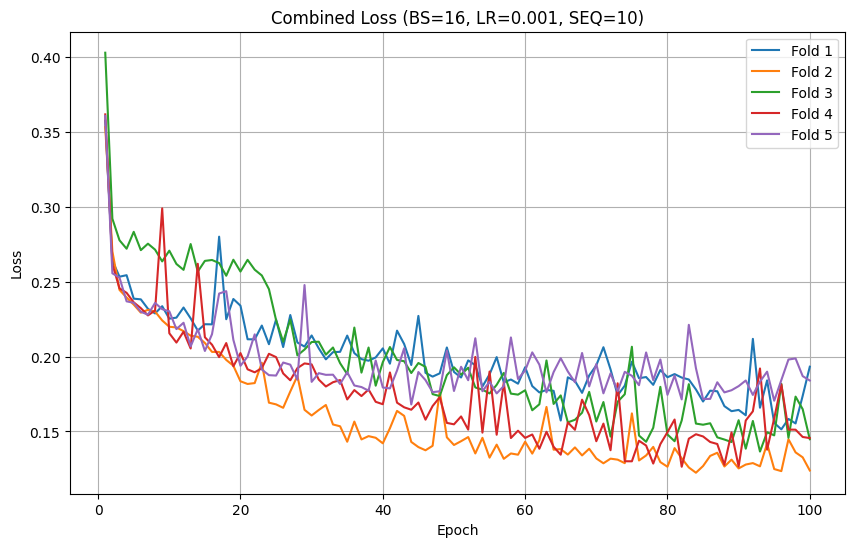 Combined Loss (BS=16, LR=0.001, SEQ=10)
Fold 1
Fold 2
Fold 3
Fold 4
Fold 5
0.40
0.35
0.30
0.25
0.20
0.15
Loss
0 20 40 60 80 100
Epoch